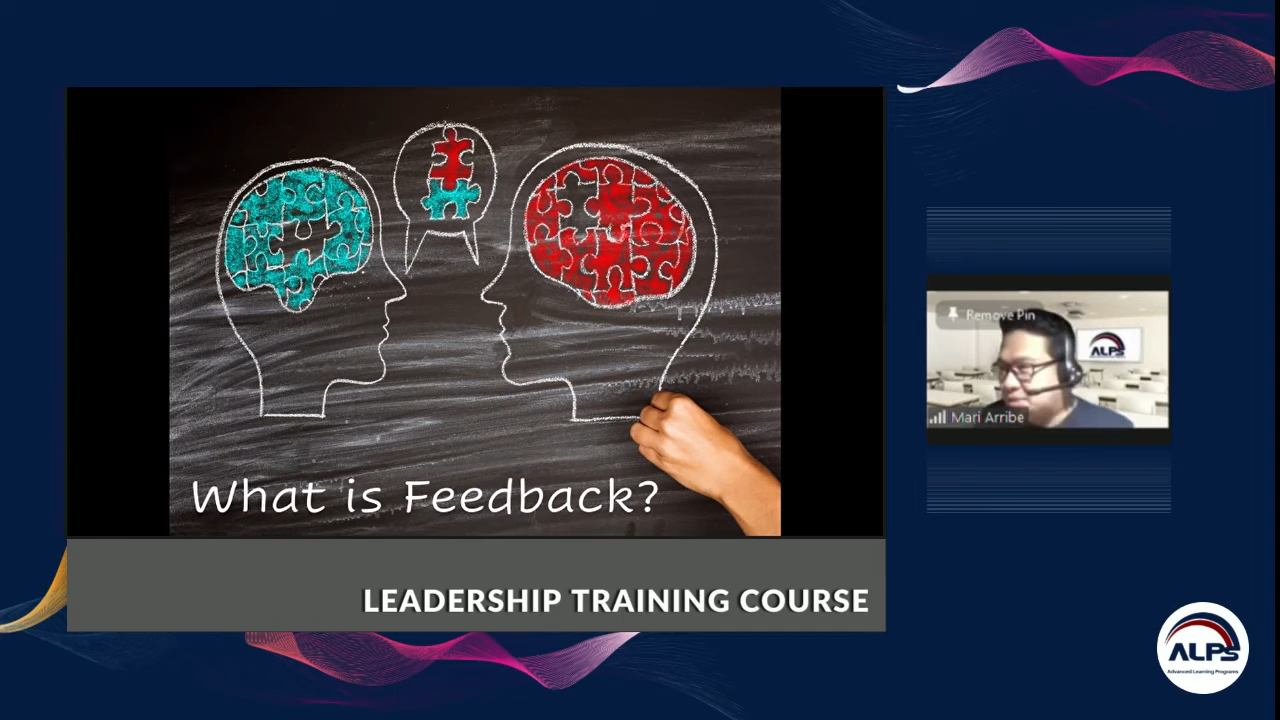 Remove Pin
ALPS
Mari Arribe
What is Feedback?
LEADERSHIP TRAINING COURSE
ALPS
Advanced Learning Programs